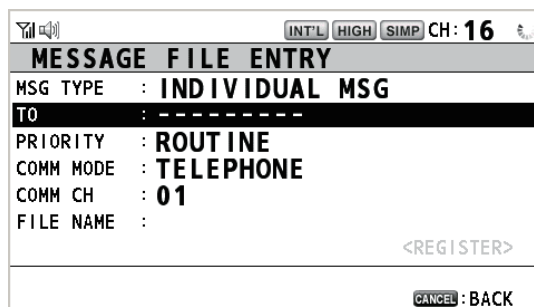 INT'L HIGH SIMP CH: 16
MESSAGE FILE ENTRY
MSG TYPE : INDIVIDUAL MSG
TO : ---------
PRIORITY : ROUTINE
COMM MODE : TELEPHONE
COMM CH : 01
FILE NAME :
<REGISTER>
CANCEL : BACK